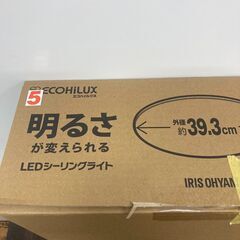 ECOHiLUX
エコハイルクス
5
明るさ
が変えられる
LEDシーリングライト
外径
約39.3c
IRIS OHYAM